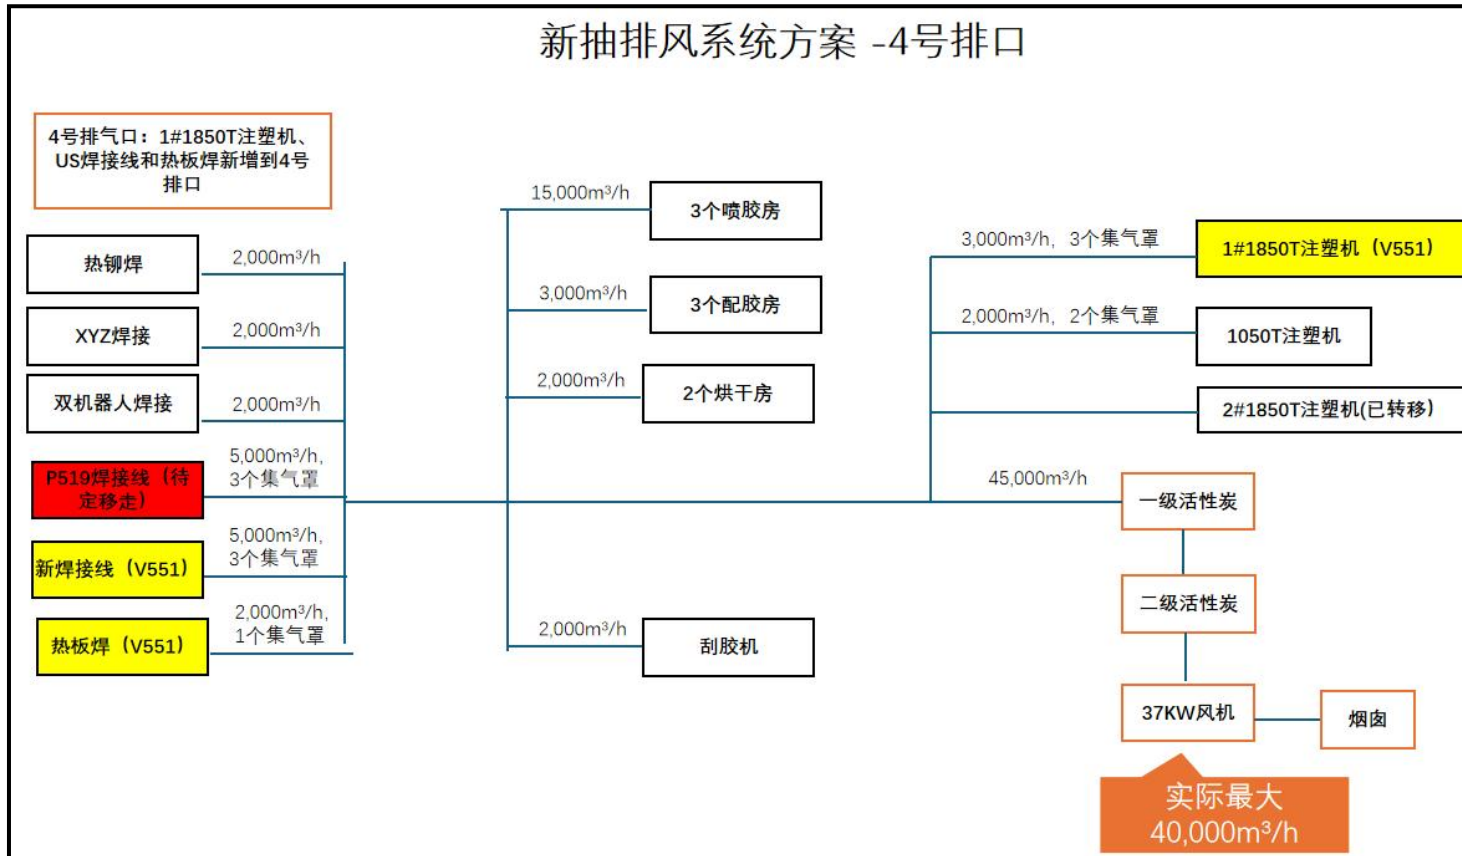 新抽排风系统方案 -4号排口
4号排气口：1#1850T注塑机、
US焊接线和热板焊新增到4号
排口
热铆焊
2,000m³/h
XYZ焊接
2,000m³/h
双机器人焊接
2,000m³/h
P519焊接线（待
定移走）
5,000m³/h,
3个集气罩
新焊接线（V551）
5,000m³/h,
3个集气罩
热板焊（V551）
2,000m³/h,
1个集气罩
15,000m³/h
3个喷胶房
3,000m³/h
3个配胶房
2,000m³/h
2个烘干房
2,000m³/h
刮胶机
3,000m³/h, 3个集气罩
1#1850T注塑机（V551）
2,000m³/h, 2个集气罩
1050T注塑机
2#1850T注塑机(已转移）
45,000m³/h
一级活性炭
二级活性炭
37KW风机
烟囱
实际最大
40,000m³/h